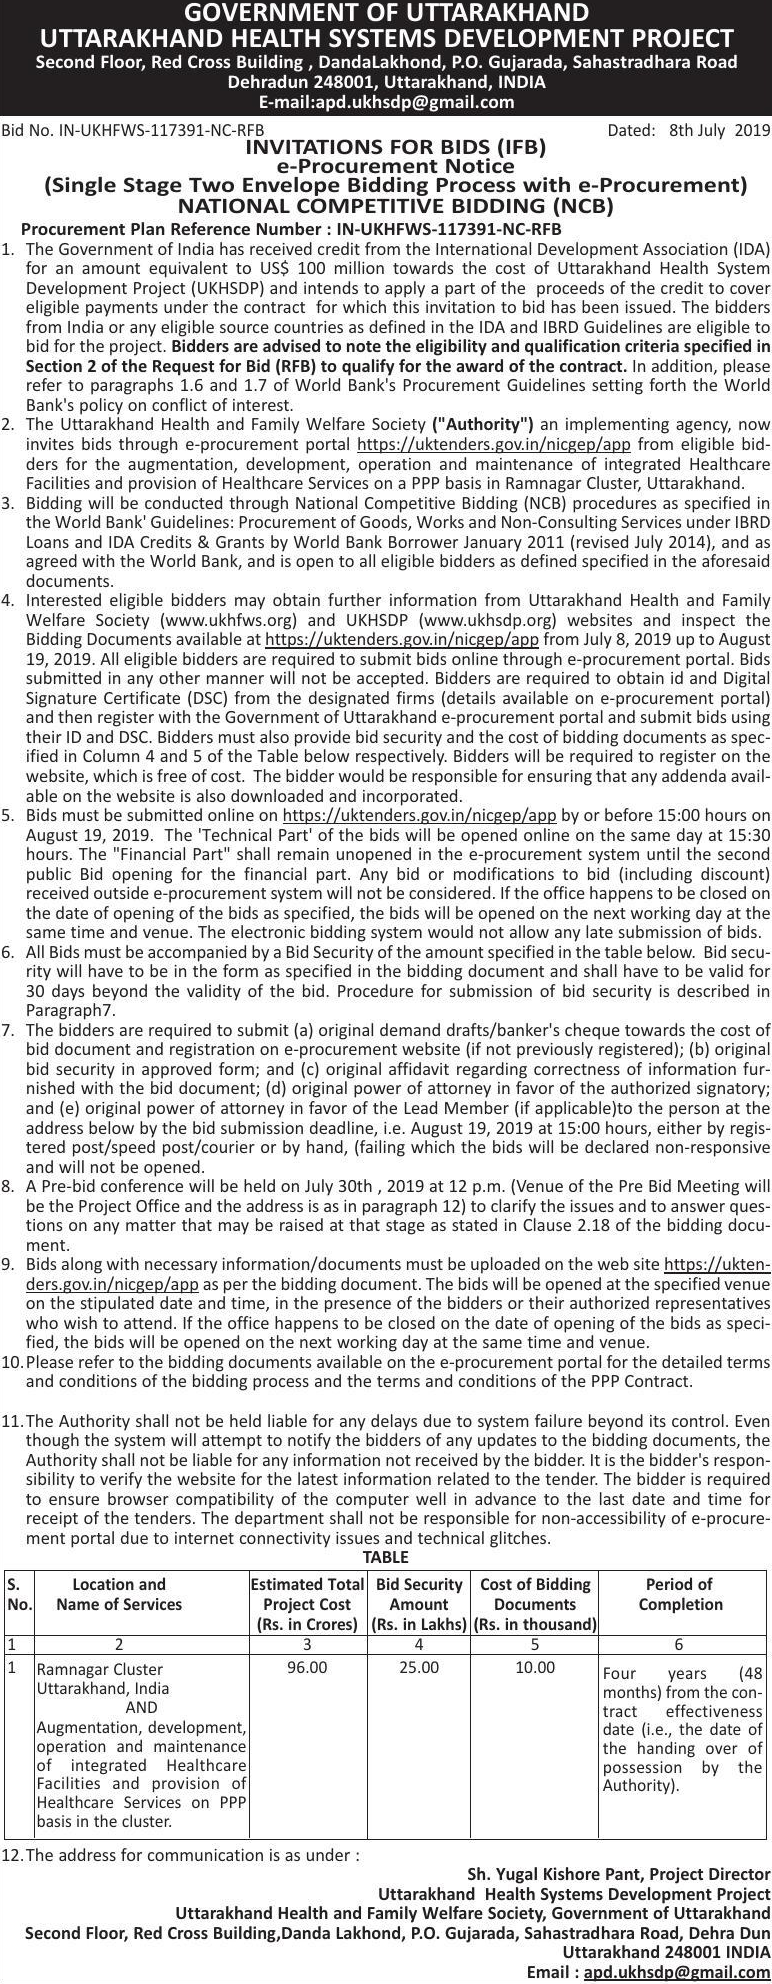 GOVERNMENT OF UTTARAKHAND
UTTARAKHAND HEALTH SYSTEMS DEVELOPMENT PROJECT
Second Floor, Red Cross Building , DandaLakhond, P.O. Gujarada, Sahastradhara Road
Dehradun 248001, Uttarakhand, INDIA
E-mail:apd.ukhsdp@gmail.com
Bid No. IN-UKHFWS-117391-NC-RFB Dated: 8th July 2019
INVITATIONS FOR BIDS (IFB)
e-Procurement Notice
(Single Stage Two Envelope Bidding Process with e-Procurement)
NATIONAL COMPETITIVE BIDDING (NCB)
Procurement Plan Reference Number : IN-UKHFWS-117391-NC-RFB
1. The Government of India has received credit from the International Development Association (IDA)
for an amount equivalent to US$ 100 million towards the cost of Uttarakhand Health System
Development Project (UKHSDP) and intends to apply a part of the proceeds of the credit to cover
eligible payments under the contract for which this invitation to bid has been issued. The bidders
from India or any eligible source countries as defined in the IDA and IBRD Guidelines are eligible to
bid for the project. Bidders are advised to note the eligibility and qualification criteria specified in
Section 2 of the Request for Bid (RFB) to qualify for the award of the contract. In addition, please
refer to paragraphs 1.6 and 1.7 of World Bank's Procurement Guidelines setting forth the World
Bank's policy on conflict of interest.
2. The Uttarakhand Health and Family Welfare Society ("Authority") an implementing agency, now
invites bids through e-procurement portal https://uktenders.gov.in/nicgep/app from eligible bid-
ders for the augmentation, development, operation and maintenance of integrated Healthcare
Facilities and provision of Healthcare Services on a PPP basis in Ramnagar Cluster, Uttarakhand.
3. Bidding will be conducted through National Competitive Bidding (NCB) procedures as specified in
the World Bank' Guidelines: Procurement of Goods, Works and Non-Consulting Services under IBRD
Loans and IDA Credits & Grants by World Bank Borrower January 2011 (revised July 2014), and as
agreed with the World Bank, and is open to all eligible bidders as defined specified in the aforesaid
documents.
4. Interested eligible bidders may obtain further information from Uttarakhand Health and Family
Welfare Society (www.ukhfws.org) and UKHSDP (www.ukhsdp.org) websites and inspect the
Bidding Documents available at https://uktenders.gov.in/nicgep/app from July 8, 2019 up to August
19, 2019. All eligible bidders are required to submit bids online through e-procurement portal. Bids
submitted in any other manner will not be accepted. Bidders are required to obtain id and Digital
Signature Certificate (DSC) from the designated firms (details available on e-procurement portal)
and then register with the Government of Uttarakhand e-procurement portal and submit bids using
their ID and DSC. Bidders must also provide bid security and the cost of bidding documents as spec-
ified in Column 4 and 5 of the Table below respectively. Bidders will be required to register on the
website, which is free of cost. The bidder would be responsible for ensuring that any addenda avail-
able on the website is also downloaded and incorporated.
5. Bids must be submitted online on https://uktenders.gov.in/nicgep/app by or before 15:00 hours on
August 19, 2019. The 'Technical Part' of the bids will be opened online on the same day at 15:30
hours. The "Financial Part" shall remain unopened in the e-procurement system until the second
public Bid opening for the financial part. Any bid or modifications to bid (including discount)
received outside e-procurement system will not be considered. If the office happens to be closed on
the date of opening of the bids as specified, the bids will be opened on the next working day at the
same time and venue. The electronic bidding system would not allow any late submission of bids.
6. All Bids must be accompanied by a Bid Security of the amount specified in the table below. Bid secu-
rity will have to be in the form as specified in the bidding document and shall have to be valid for
30 days beyond the validity of the bid. Procedure for submission of bid security is described in
Paragraph7.
7. The bidders are required to submit (a) original demand drafts/banker's cheque towards the cost of
bid document and registration on e-procurement website (if not previously registered); (b) original
bid security in approved form; and (c) original affidavit regarding correctness of information fur-
nished with the bid document; (d) original power of attorney in favor of the authorized signatory;
and (e) original power of attorney in favor of the Lead Member (if applicable)to the person at the
address below by the bid submission deadline, i.e. August 19, 2019 at 15:00 hours, either by regis-
tered post/speed post/courier or by hand, (failing which the bids will be declared non-responsive
and will not be opened.
8. A Pre-bid conference will be held on July 30th , 2019 at 12 p.m. (Venue of the Pre Bid Meeting will
be the Project Office and the address is as in paragraph 12) to clarify the issues and to answer ques-
tions on any matter that may be raised at that stage as stated in Clause 2.18 of the bidding docu-
ment.
9. Bids along with necessary information/documents must be uploaded on the web site https://ukten-
ders.gov.in/nicgep/app as per the bidding document. The bids will be opened at the specified venue
on the stipulated date and time, in the presence of the bidders or their authorized representatives
who wish to attend. If the office happens to be closed on the date of opening of the bids as speci-
fied, the bids will be opened on the next working day at the same time and venue.
10. Please refer to the bidding documents available on the e-procurement portal for the detailed terms
and conditions of the bidding process and the terms and conditions of the PPP Contract.
11. The Authority shall not be held liable for any delays due to system failure beyond its control. Even
though the system will attempt to notify the bidders of any updates to the bidding documents, the
Authority shall not be liable for any information not received by the bidder. It is the bidder's respon-
sibility to verify the website for the latest information related to the tender. The bidder is required
to ensure browser compatibility of the computer well in advance to the last date and time for
receipt of the tenders. The department shall not be responsible for non-accessibility of e-procure-
ment portal due to internet connectivity issues and technical glitches.
TABLE
S. No. Location and Name of Services Estimated Total Project Cost (Rs. in Crores) Bid Security Amount (Rs. in Lakhs) Cost of Bidding Documents (Rs. in thousand) Period of Completion
1 2 3 4 5 6
1 Ramnagar Cluster 96.00 25.00 10.00
Uttarakhand, India
AND
Augmentation, development,
operation and maintenance
of integrated Healthcare
Facilities and provision of
Healthcare Services on PPP
basis in the cluster.
Four years (48
months) from the con-
tract effectiveness
date (i.e., the date of
the handing over of
possession by the
Authority).
12. The address for communication is as under :
Sh. Yugal Kishore Pant, Project Director
Uttarakhand Health Systems Development Project
Uttarakhand Health and Family Welfare Society, Government of Uttarakhand
Second Floor, Red Cross Building,Danda Lakhond, P.O. Gujarada, Sahastradhara Road, Dehra Dun
Uttarakhand 248001 INDIA
Email : apd.ukhsdp@gmail.com